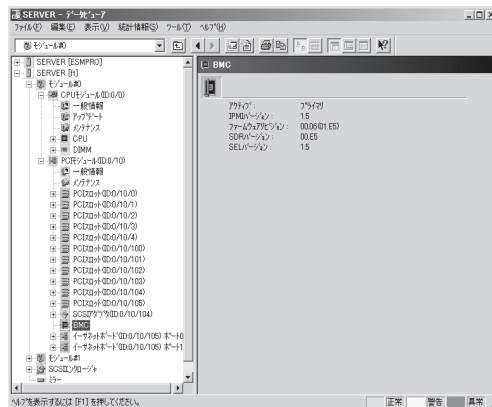 SERVER - ﾃﾞｰﾀﾋﾞｭｰｱ-7
ﾌｧｲﾙ(F) 編集(E) 表示(V) 統計情報(S) ﾂｰﾙ(T) ﾍﾙﾌﾟ(H)
ﾓｼﾞｭｰﾙ#0
SERVER [ESMPRO]
SERVER [ft]
ﾓｼﾞｭｰﾙ#0
CPUﾓｼﾞｭｰﾙ(ID:0/0)
一般情報
ｱｯﾌﾟﾃﾞｰﾄ
ﾒﾝﾃﾅﾝｽ
CPU
DIMM
PCIﾓｼﾞｭｰﾙ(ID:0/10)
一般情報
ﾒﾝﾃﾅﾝｽ
PCIｽﾛｯﾄ(ID:0/10/0)
PCIｽﾛｯﾄ(ID:0/10/1)
PCIｽﾛｯﾄ(ID:0/10/2)
PCIｽﾛｯﾄ(ID:0/10/3)
PCIｽﾛｯﾄ(ID:0/10/4)
PCIｽﾛｯﾄ(ID:0/10/100)
PCIｽﾛｯﾄ(ID:0/10/101)
PCIｽﾛｯﾄ(ID:0/10/102)
PCIｽﾛｯﾄ(ID:0/10/103)
PCIｽﾛｯﾄ(ID:0/10/104)
PCIｽﾛｯﾄ(ID:0/10/105)
SCSIｱﾀﾞﾌﾟﾀ(ID:0/10/104)
BMC
ｲｰｻﾈｯﾄﾎﾞｰﾄﾞ(ID:0/10/105) ﾎﾟｰﾄ0
ｲｰｻﾈｯﾄﾎﾞｰﾄﾞ(ID:0/10/105) ﾎﾟｰﾄ1
ﾓｼﾞｭｰﾙ#1
SCSIｴﾝｸﾛｰｼﾞｬ
ﾐﾗｰ
BMC
ｱｸﾃｨﾌﾞ : ﾌﾟﾗｲﾏﾘ
IPMIﾊﾞｰｼﾞｮﾝ : 1.5
ﾌｧｰﾑｳｪｱﾘﾋﾞｼﾞｮﾝ : 00.06(01.E5)
SDRﾊﾞｰｼﾞｮﾝ : 00.E5
SELﾊﾞｰｼﾞｮﾝ : 1.5
ﾍﾙﾌﾟを表示するには [F1] を押してください。
正常 警告 異常